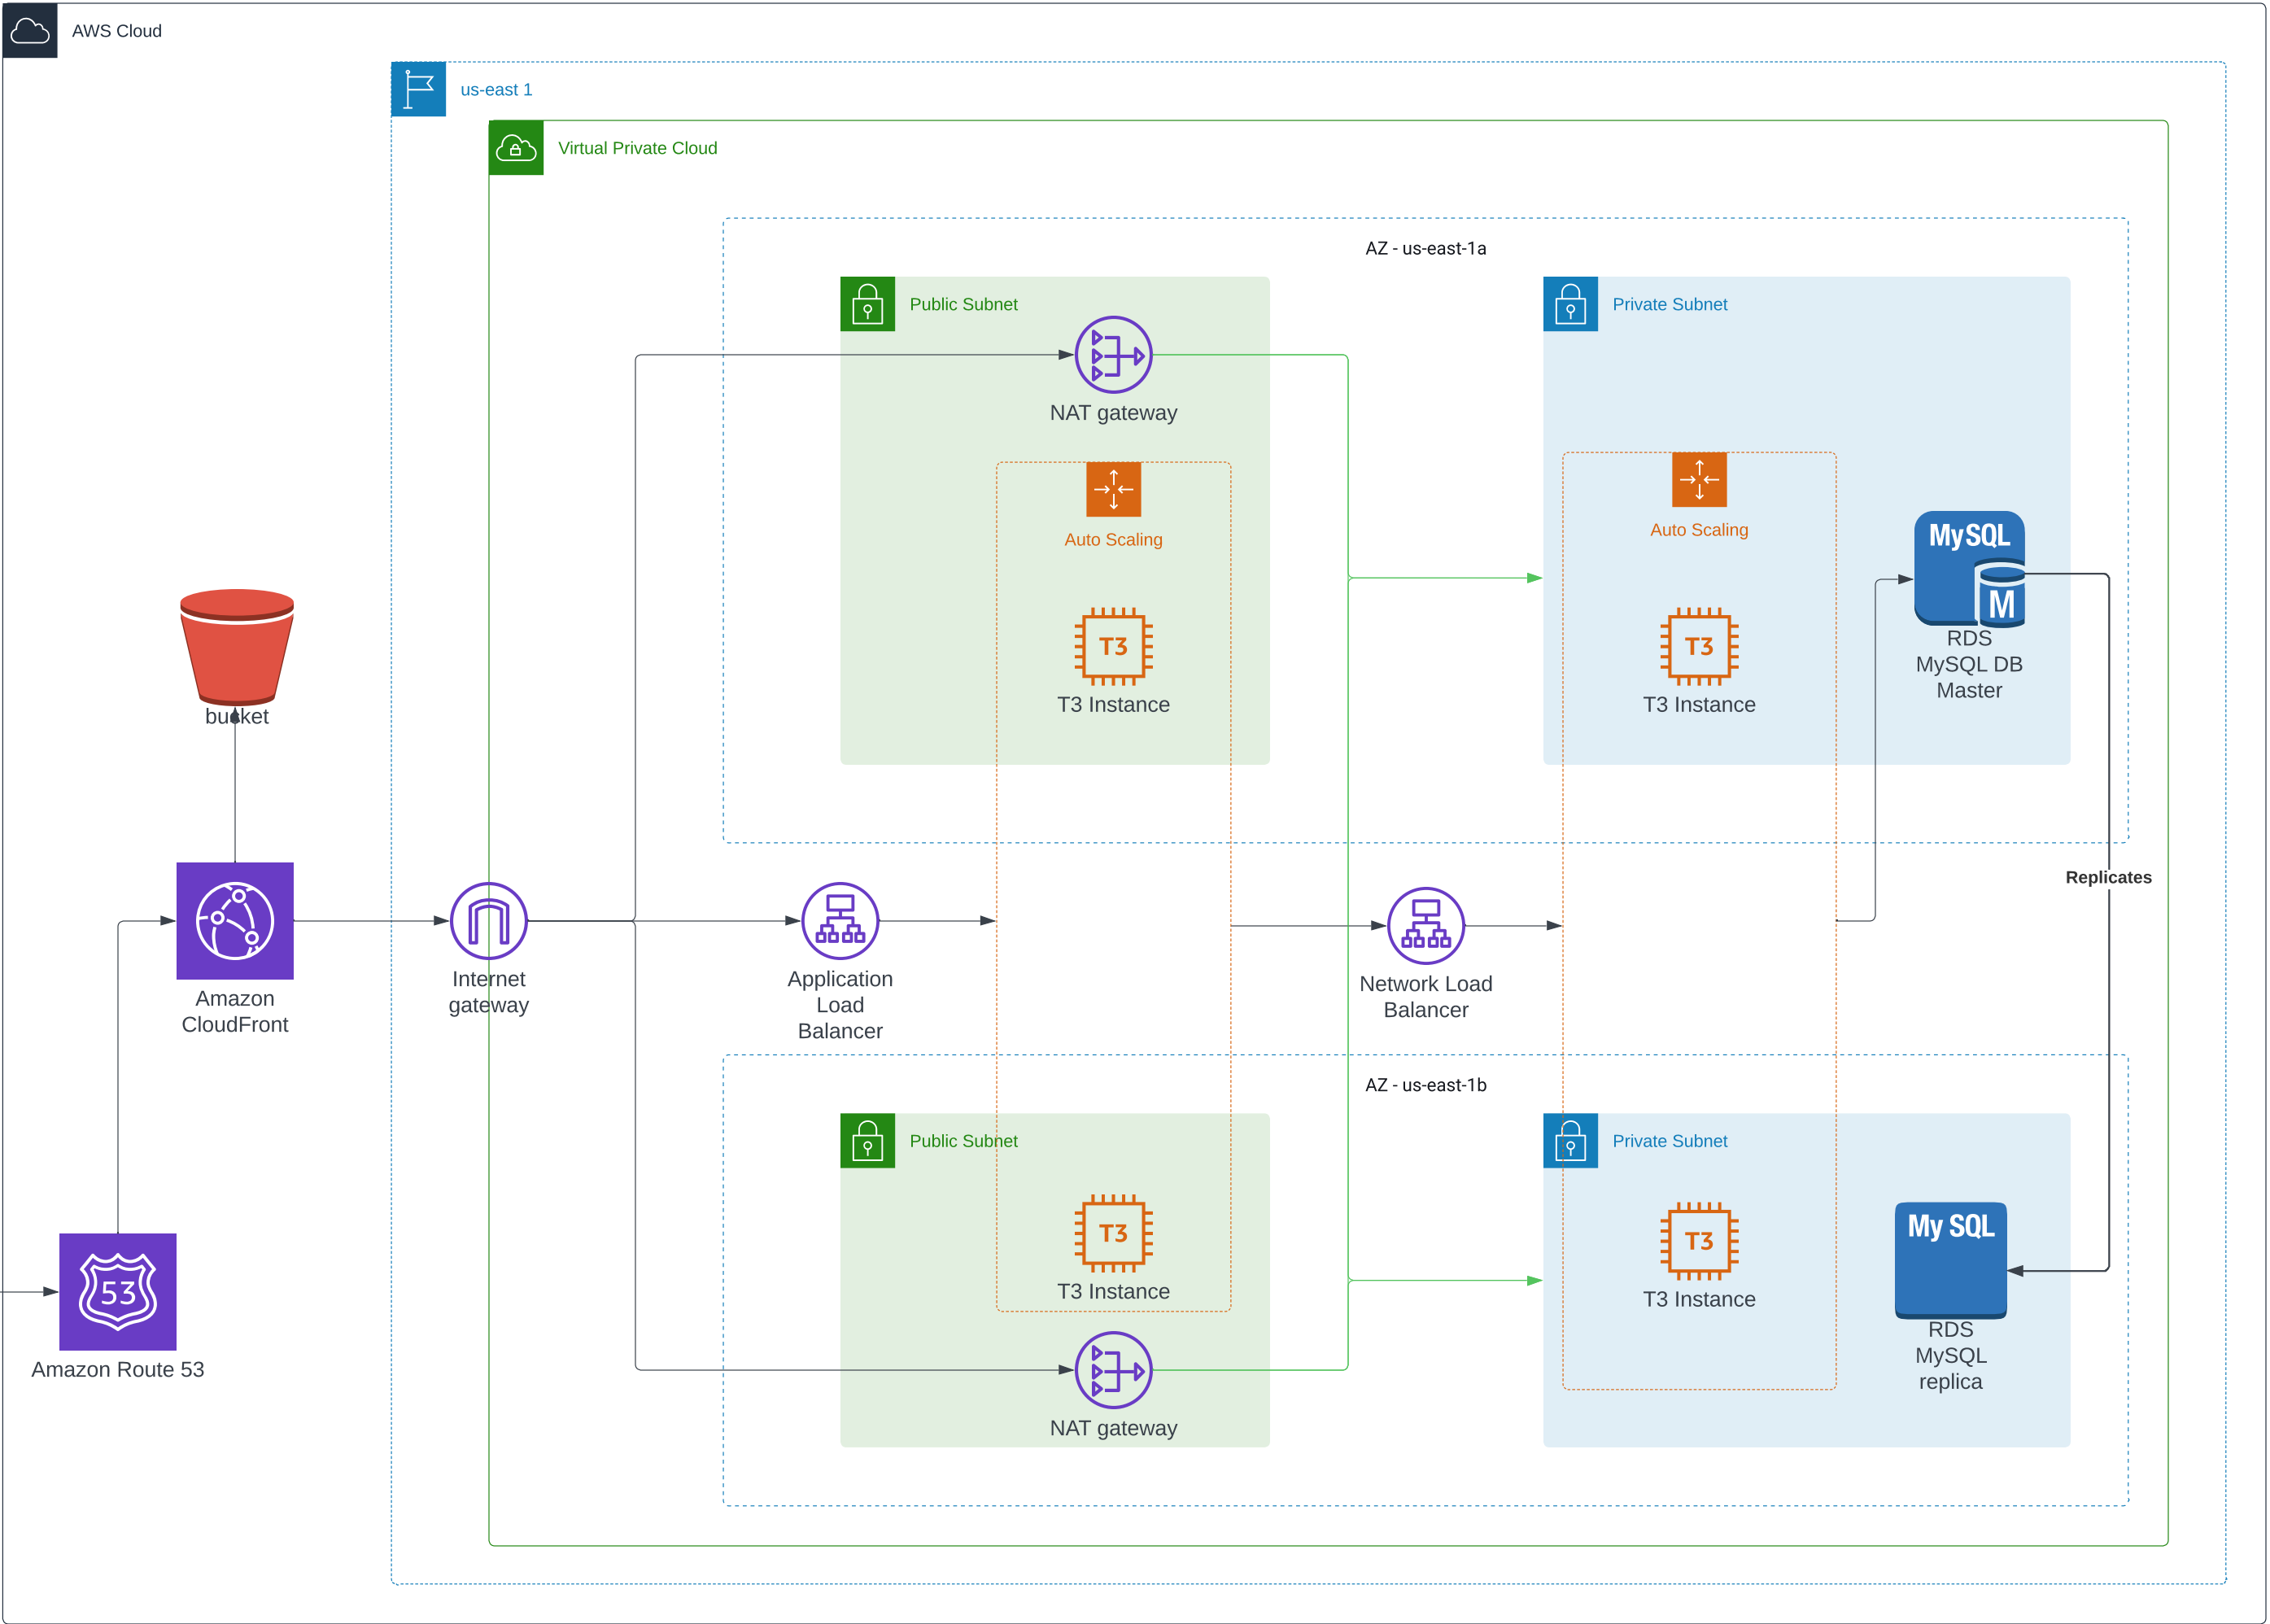 AWS Cloud
us-east 1
Virtual Private Cloud
AZ - us-east-1a
Public Subnet
NAT gateway
Auto Scaling
T3
T3 Instance
Private Subnet
Auto Scaling
T3
T3 Instance
MySQL
M
RDS
MySQL DB
Master
bucket
Amazon
CloudFront
Internet
gateway
Application
Load
Balancer
Network Load
Balancer
Replicates
AZ - us-east-1b
Public Subnet
T3
T3 Instance
NAT gateway
Private Subnet
T3
T3 Instance
My SQL
RDS
MySQL
replica
53
Amazon Route 53